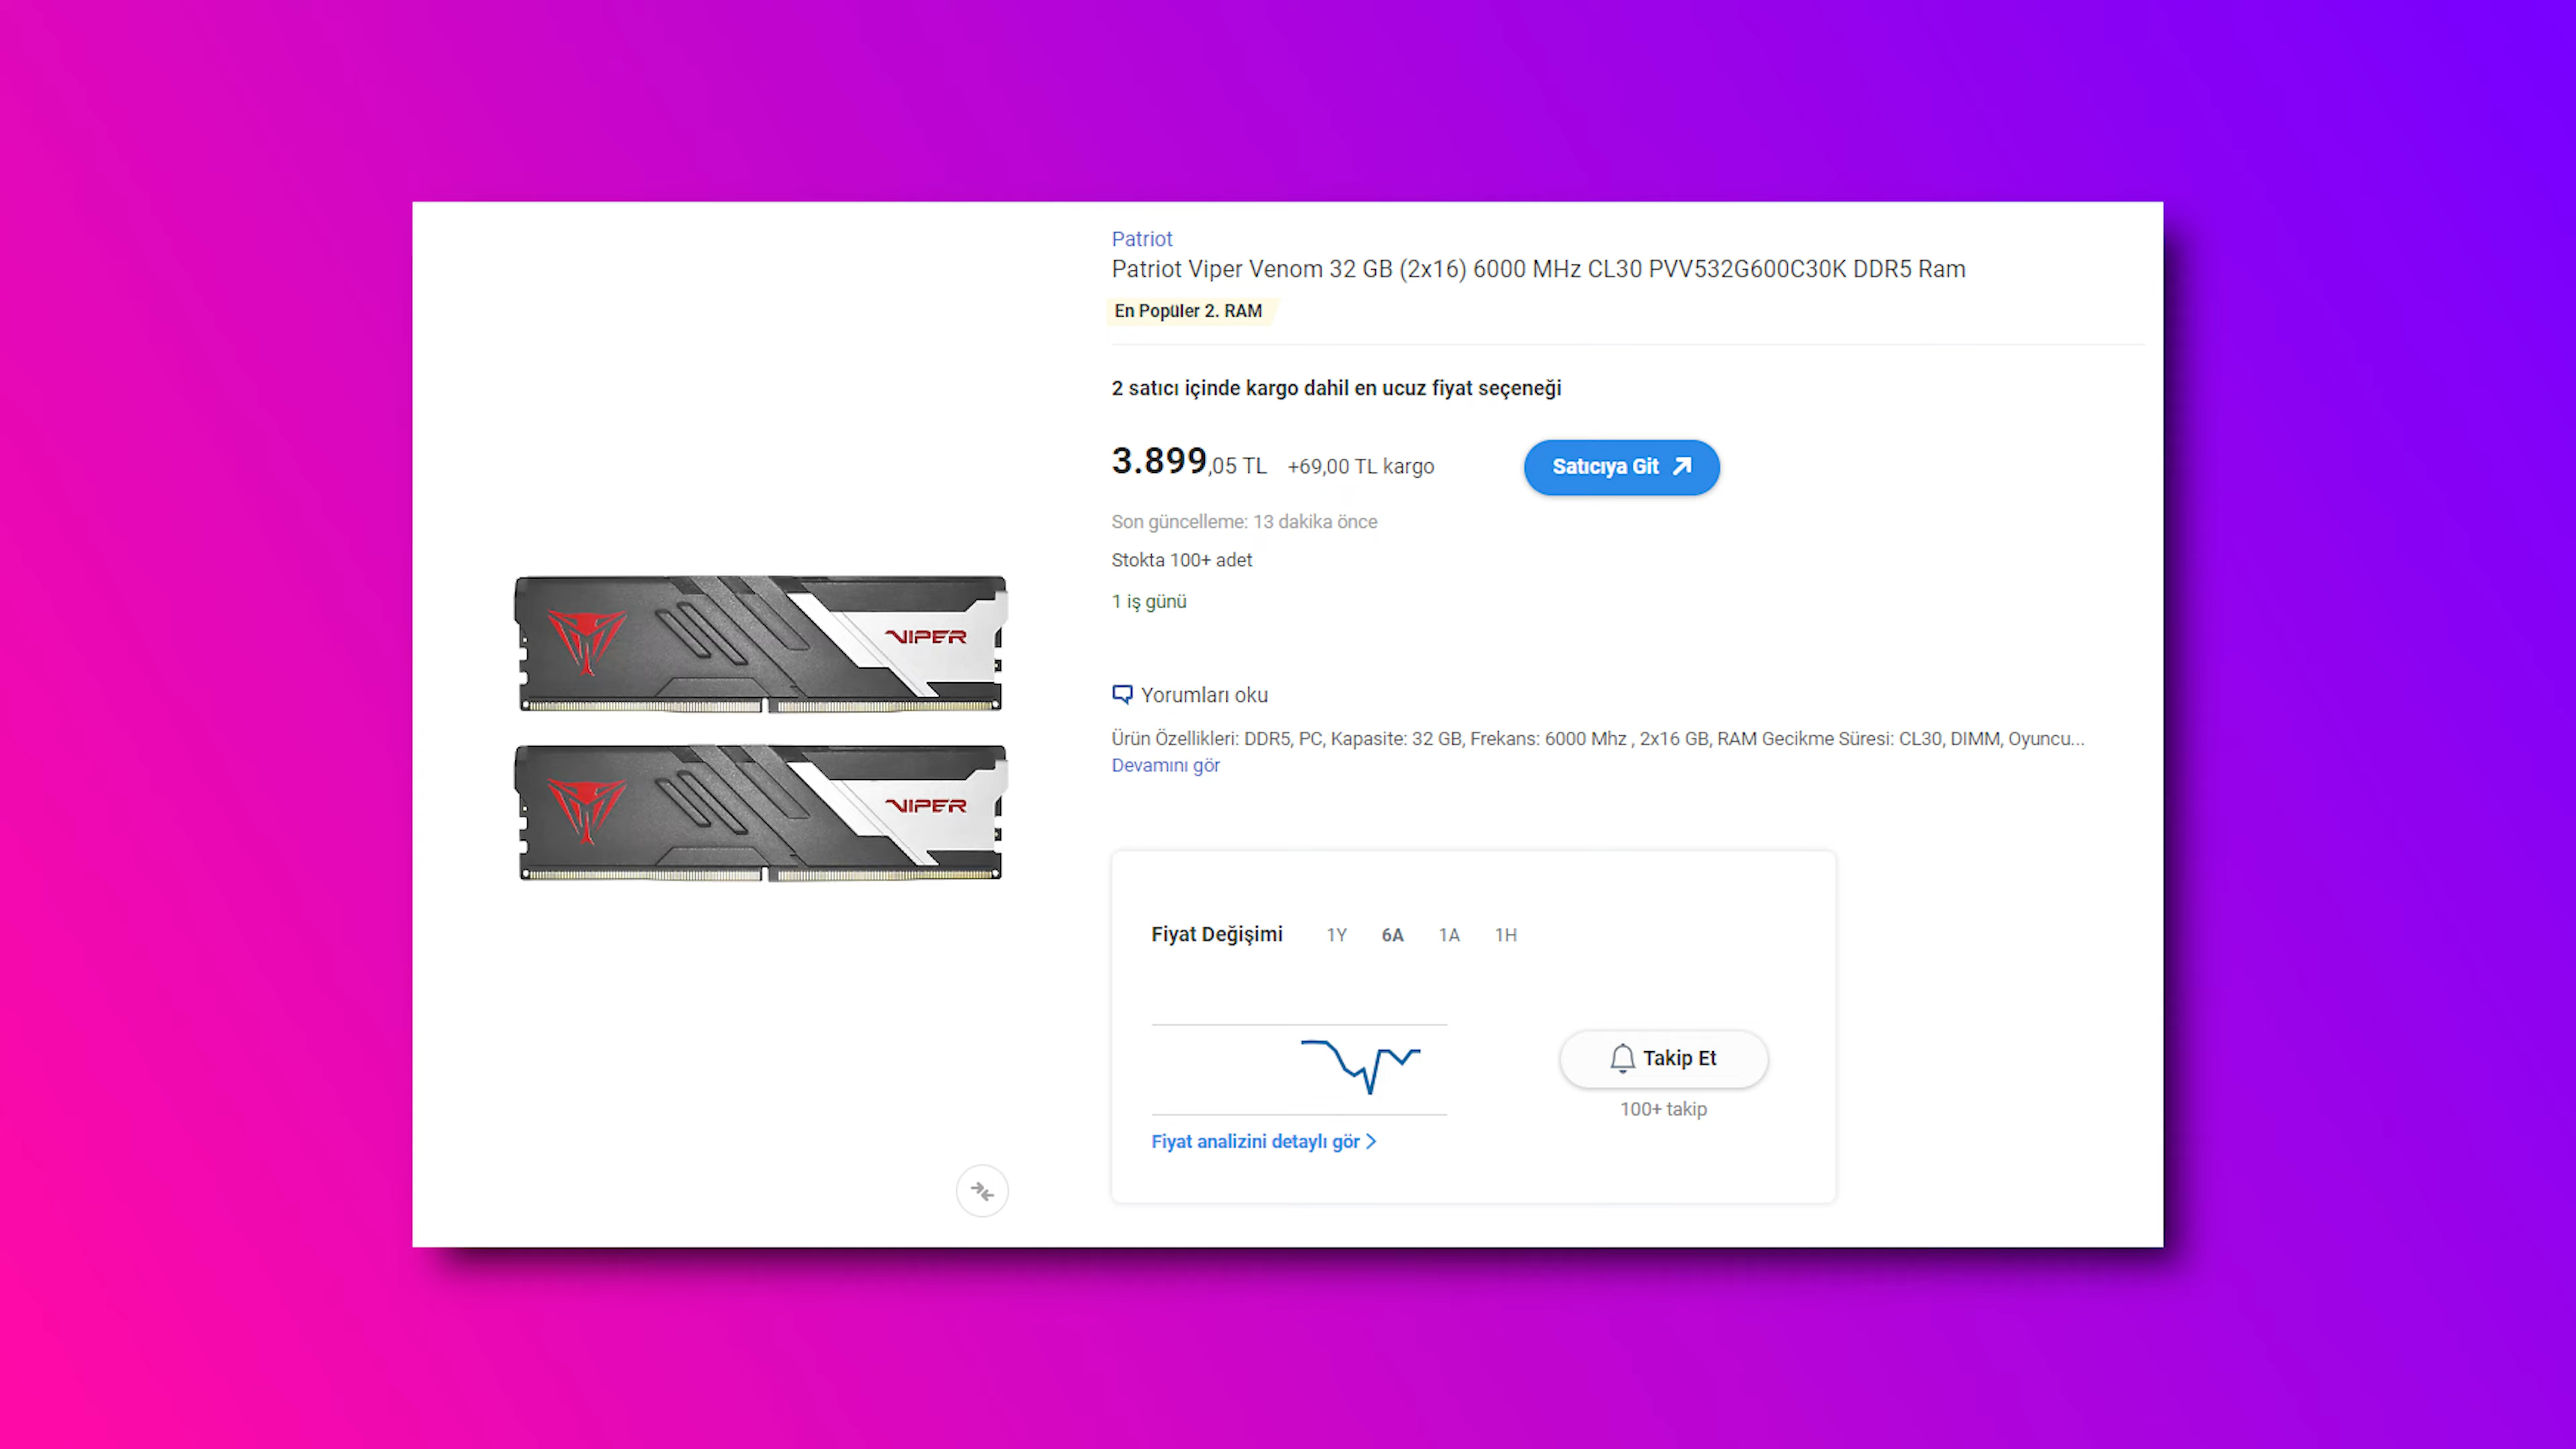 Patriot
Patriot Viper Venom 32 GB (2x16) 6000 MHz CL30 PVV532G600C30K DDR5 Ram
En Popüler 2. RAM
2 satıcı içinde kargo dahil en ucuz fiyat seçeneği
3.899,05 TL +69,00 TL kargo
Satıcıya Git
Son güncelleme: 13 dakika önce
Stokta 100+ adet
1 iş günü
VIPER
VIPER
Yorumları oku
Ürün Özellikleri: DDR5, PC, Kapasite: 32 GB, Frekans: 6000 Mhz , 2x16 GB, RAM Gecikme Süresi: CL30, DIMM, Oyuncu...
Devamını gör
Fiyat Değişimi 1Y 6A 1A 1H
Takip Et
100+ takip
Fiyat analizini detaylı gör